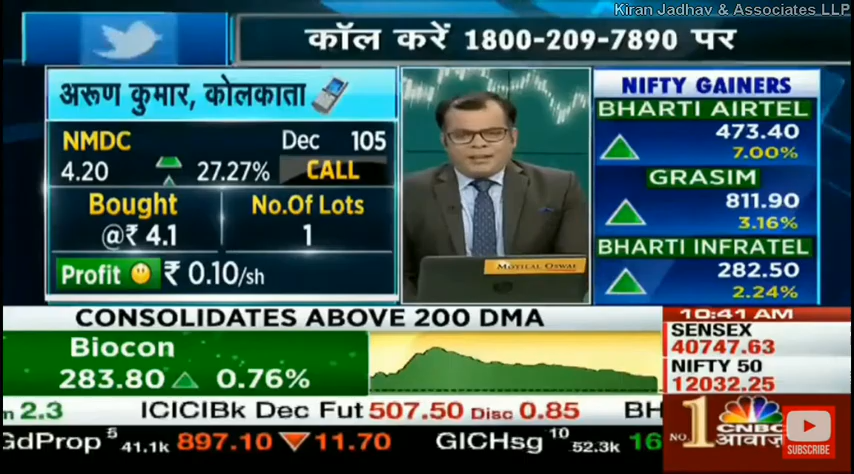 Kiran Jadhav & Associates LLP
कॉल करें 1800-209-7890 पर
अरूण कुमार, कोलकाता
NMDC Dec 105
4.20 27.27% CALL
Bought No.Of Lots
@₹ 4.1 1
Profit ₹ 0.10/sh
MOTILAL OSWAL
NIFTY GAINERS
BHARTI AIRTEL
473.40
7.00%
GRASIM
811.90
3.16%
BHARTI INFRATEL
282.50
2.24%
CONSOLIDATES ABOVE 200 DMA
Biocon
283.80 0.76%
10:41 AM
SENSEX
40747.63
NIFTY 50
12032.25
2.3 ICICIBk Dec Fut 507.50 Disc 0.85 BH
GdProp 5 41.1k 897.10 11.70 GICHsg 10 52.3k 16
NO. 1 CNBC
आवाज़
SUBSCRIBE